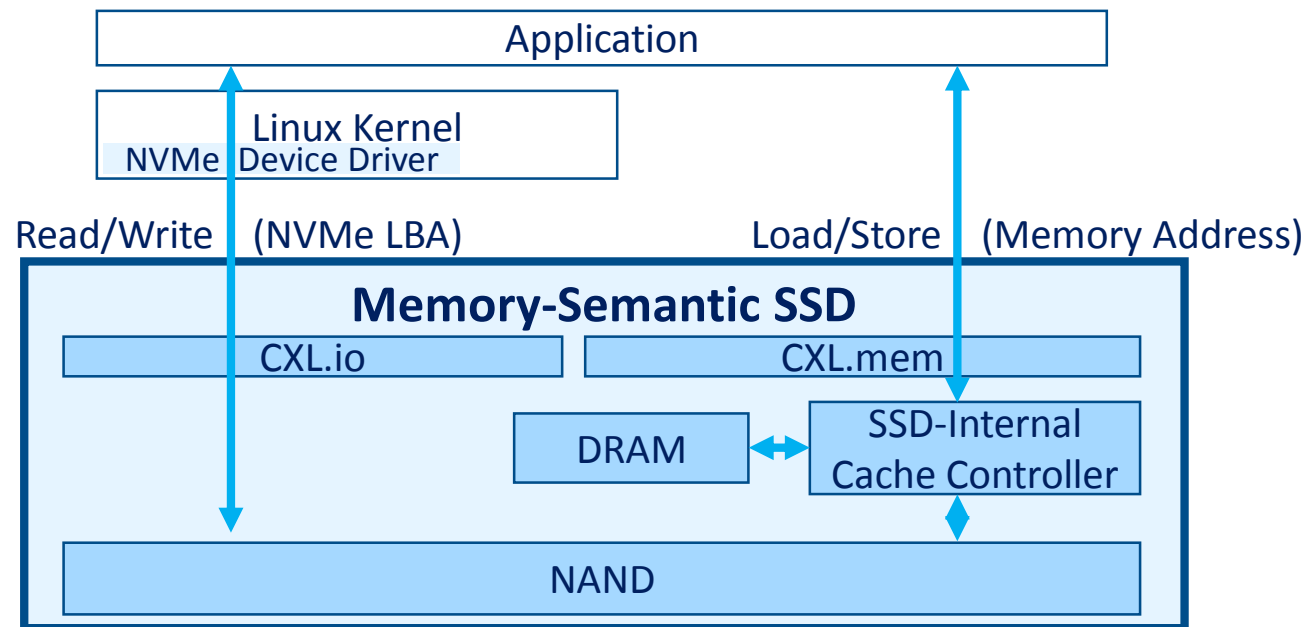 Application
Linux Kernel
NVMe Device Driver
Read/Write (NVMe LBA)
Load/Store (Memory Address)
Memory-Semantic SSD
CXL.io
CXL.mem
DRAM
SSD-Internal
Cache Controller
NAND